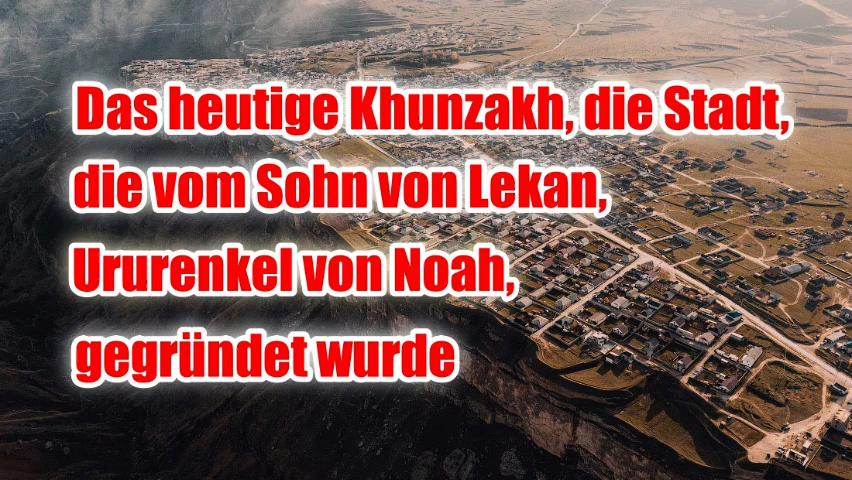 Das heutige Khunzakh, die Stadt,
die vom Sohn von Lekan,
Ururenkel von Noah,
gegründet wurde